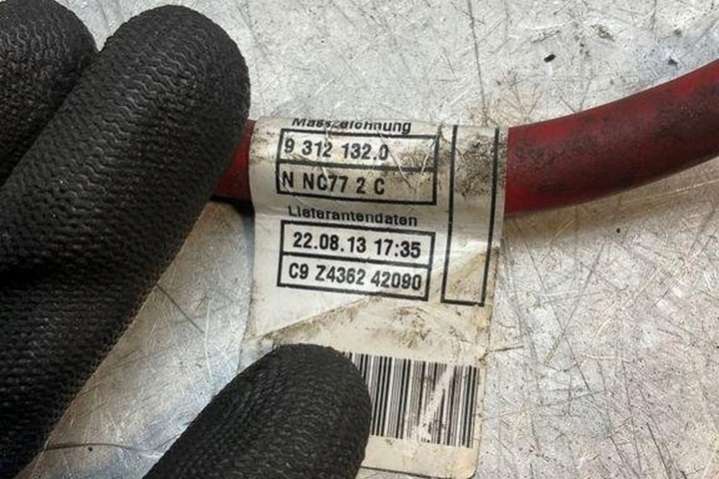 Masszeichnung
9 312 132.0
N NC77 2 C
Lieferantendaten
22.08.13 17:35
C9 Z4362 42090